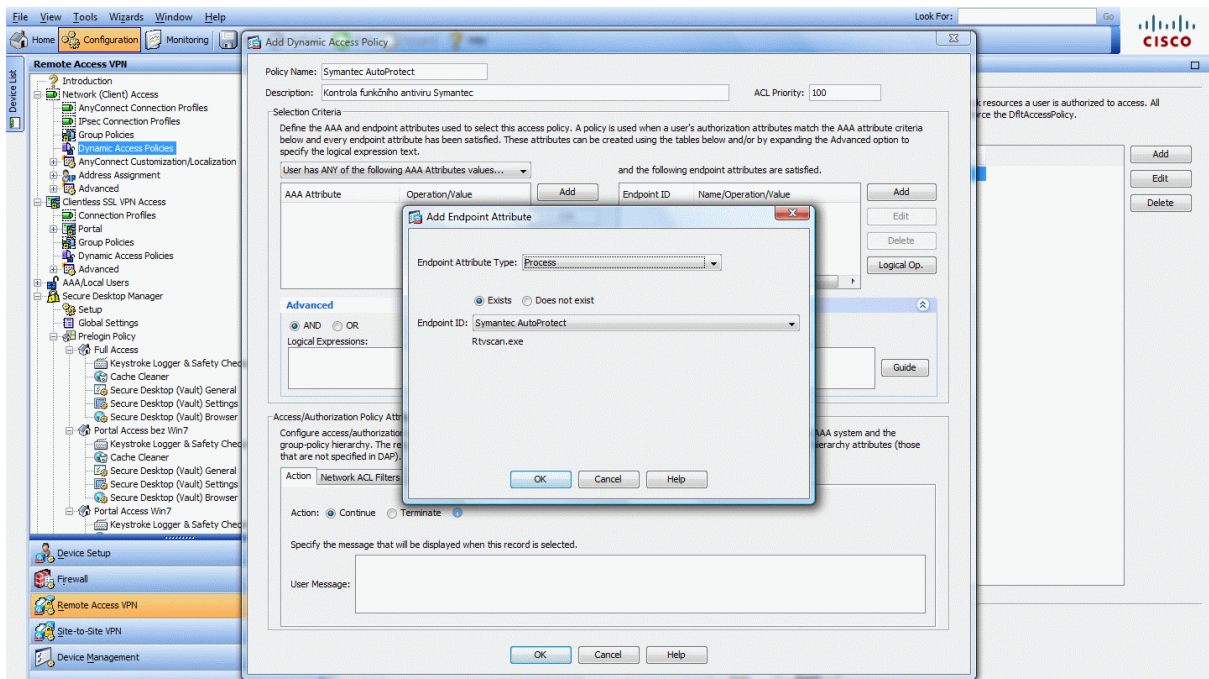 File View Tools Wizards Window Help
Look For:
Go
Home Configuration Monitoring
CISCO
Device List
Remote Access VPN
Introduction
Network (Client) Access
AnyConnect Connection Profiles
IPsec Connection Profiles
Group Policies
Dynamic Access Policies
AnyConnect Customization/Localization
Address Assignment
Advanced
Clientless SSL VPN Access
Connection Profiles
Portal
Group Policies
Dynamic Access Policies
Advanced
AAA/Local Users
Secure Desktop Manager
Setup
Global Settings
Prelogin Policy
Full Access
Keystroke Logger & Safety Chec
Cache Cleaner
Secure Desktop (Vault) General
Secure Desktop (Vault) Settings
Secure Desktop (Vault) Browser
Portal Access bez Win7
Keystroke Logger & Safety Chec
Cache Cleaner
Secure Desktop (Vault) General
Secure Desktop (Vault) Settings
Secure Desktop (Vault) Browser
Portal Access Win7
Keystroke Logger & Safety Chec
Device Setup
Firewall
Remote Access VPN
Site-to-Site VPN
Device Management
Add Dynamic Access Policy
Policy Name: Symantec AutoProtect
Description: Kontrola funkčního antiviru Symantec
ACL Priority: 100
Selection Criteria
Define the AAA and endpoint attributes used to select this access policy. A policy is used when a user's authorization attributes match the AAA attribute criteria
below and every endpoint attribute has been satisfied. These attributes can be created using the tables below and/or by expanding the Advanced option to
specify the logical expression text.
User has ANY of the following AAA Attributes values...
and the following endpoint attributes are satisfied.
AAA Attribute Operation/Value
Add
Endpoint ID Name/Operation/Value
Add
Edit
Delete
Logical Op.
Advanced
AND OR
Logical Expressions:
Guide
Add Endpoint Attribute
Endpoint Attribute Type: Process
Exists Does not exist
Endpoint ID: Symantec AutoProtect
Rtvscan.exe
OK Cancel Help
Access/Authorization Policy Attr
Configure access/authorization
AAA system and the
group-policy hierarchy. The re
ierarchy attributes (those
that are not specified in DAP).
Action Network ACL Filters
Action: Continue Terminate
Specify the message that will be displayed when this record is selected.
User Message:
OK Cancel Help
resources a user is authorized to access. All
rce the DfltAccessPolicy.
Add
Edit
Delete